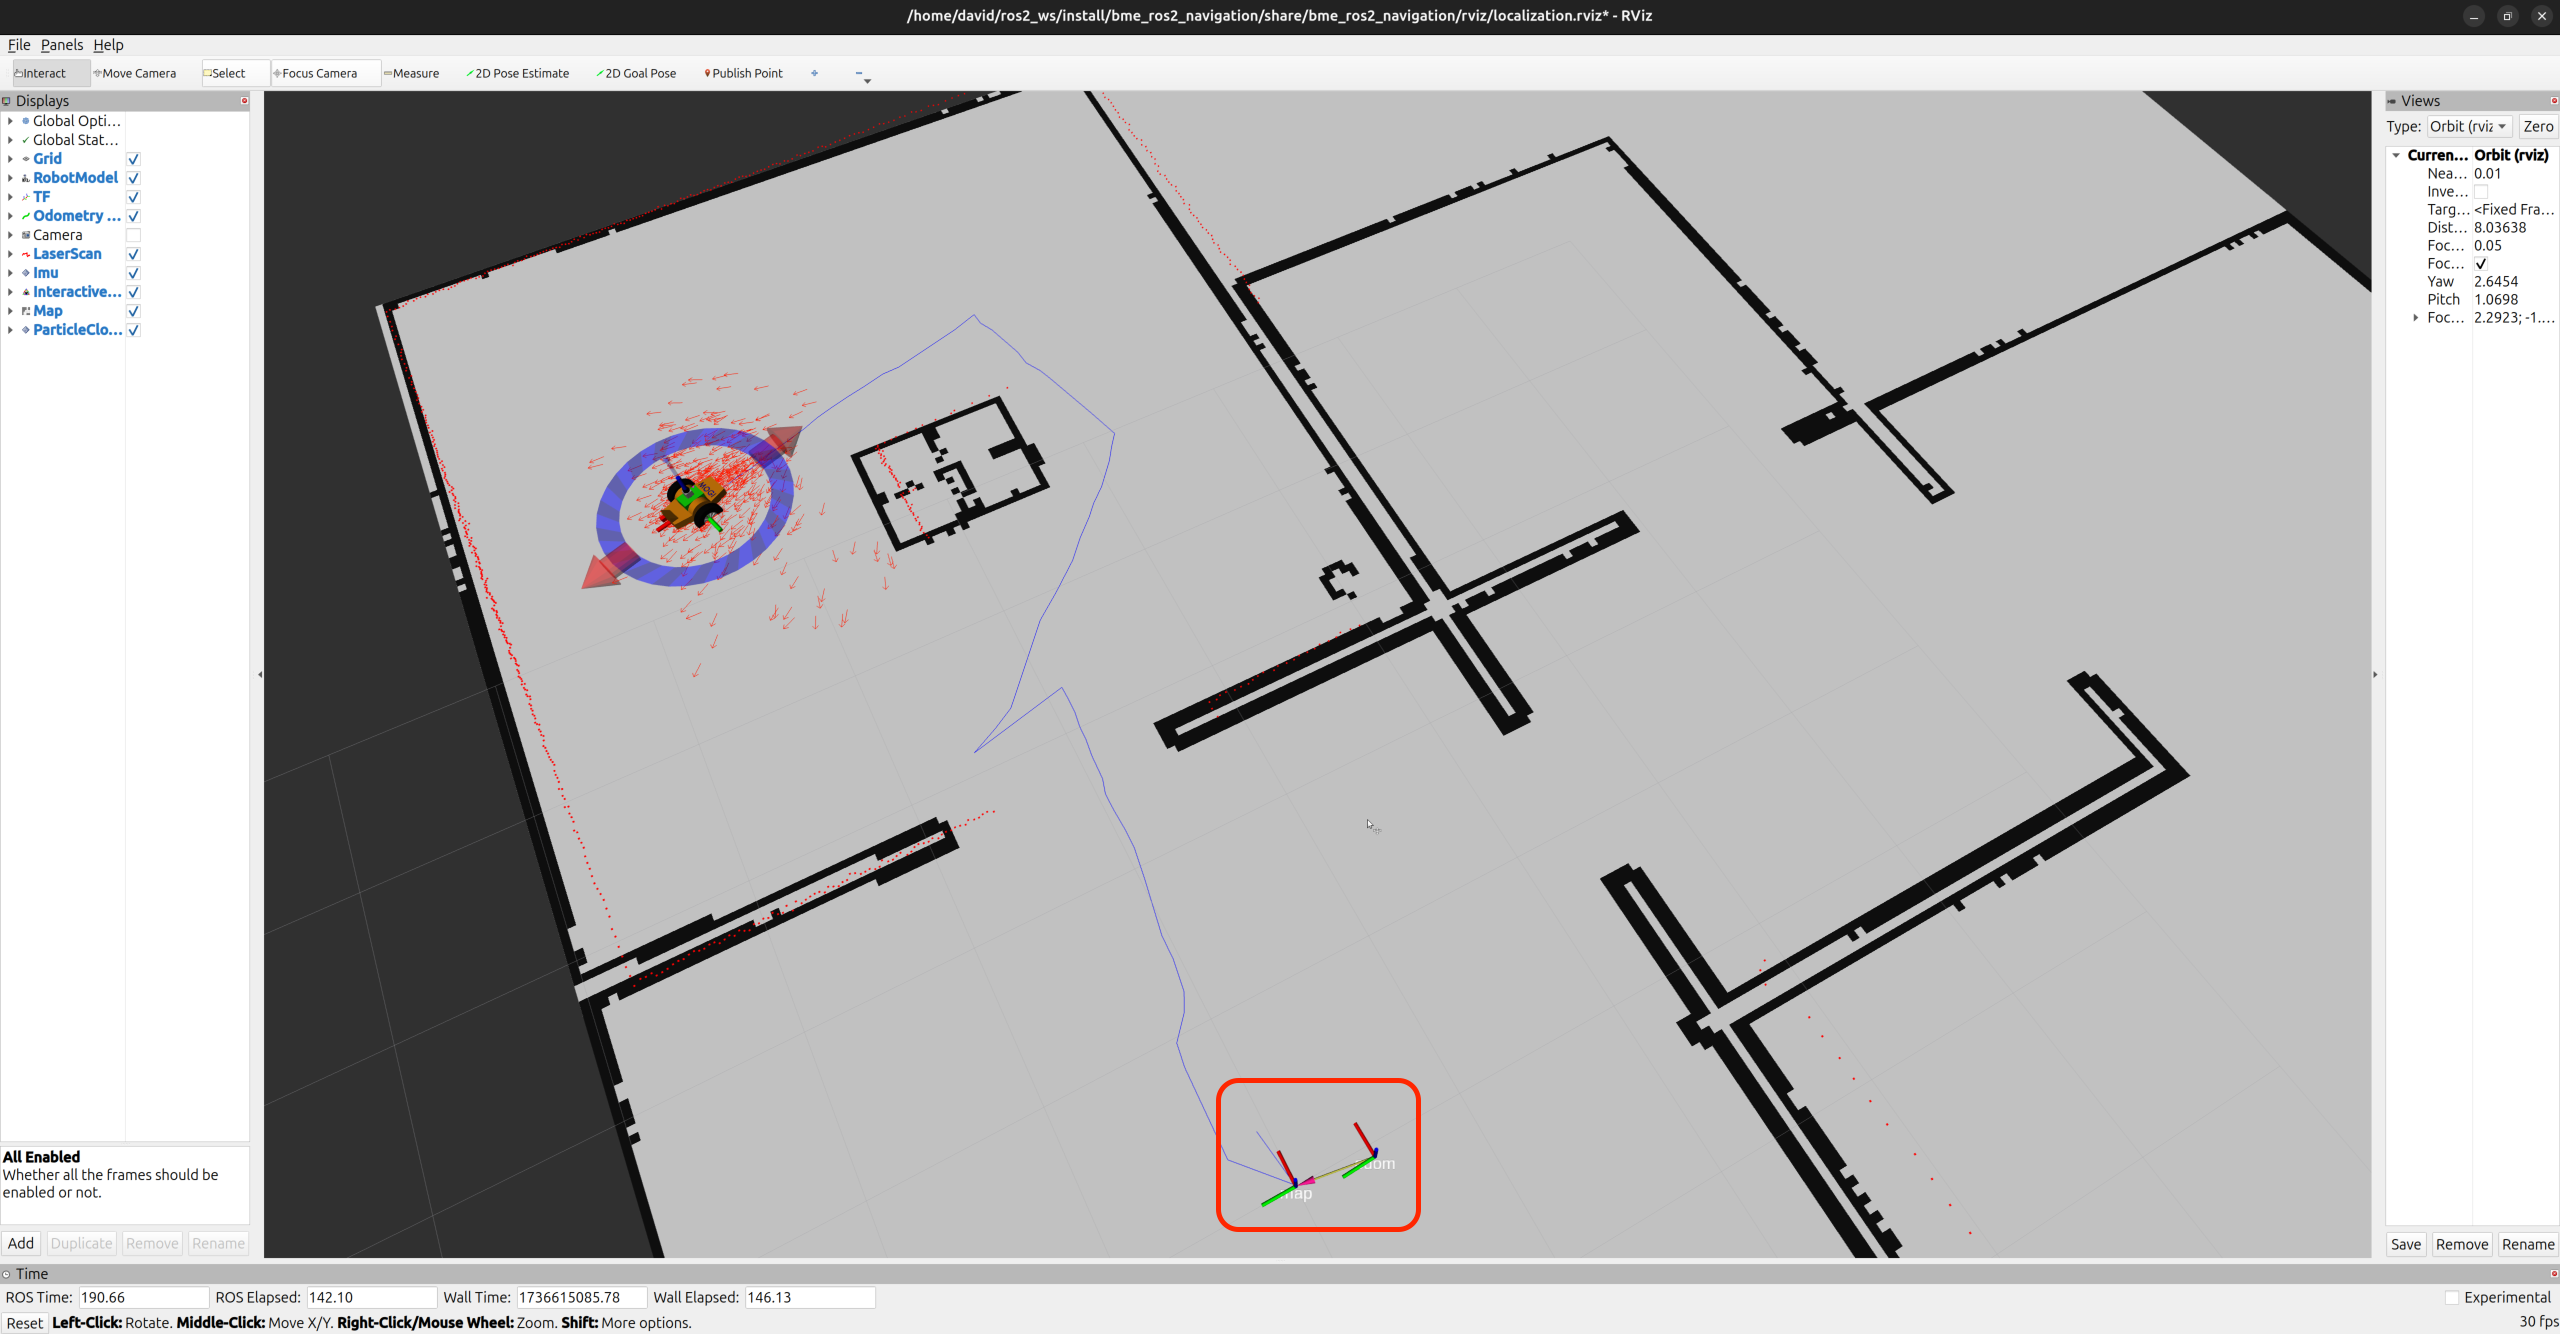 /home/david/ros2_ws/install/bme_ros2_navigation/share/bme_ros2_navigation/rviz/localization.rviz* - RViz
File Panels Help
Interact Move Camera Select Focus Camera Measure 2D Pose Estimate 2D Goal Pose Publish Point
Displays
Global Opti...
Global Stat...
Grid
RobotModel
TF
Odometry ...
Camera
LaserScan
Imu
Interactive...
Map
ParticleClo...
All Enabled
Whether all the frames should be
enabled or not.
Add Duplicate Remove Rename
MOGI
map
Views
Type: Orbit (rviz Zero
Curren... Orbit (rviz)
Nea... 0.01
Inve...
Targ... <Fixed Fra...
Dist... 8.03638
Foc... 0.05
Foc...
Yaw 2.6454
Pitch 1.0698
Foc... 2.2923; -1....
Save Remove Rename
Time
ROS Time: 190.66 ROS Elapsed: 142.10 Wall Time: 1736615085.78 Wall Elapsed: 146.13 Experimental
Reset Left-Click: Rotate. Middle-Click: Move X/Y. Right-Click/Mouse Wheel: Zoom. Shift: More options. 30 fps